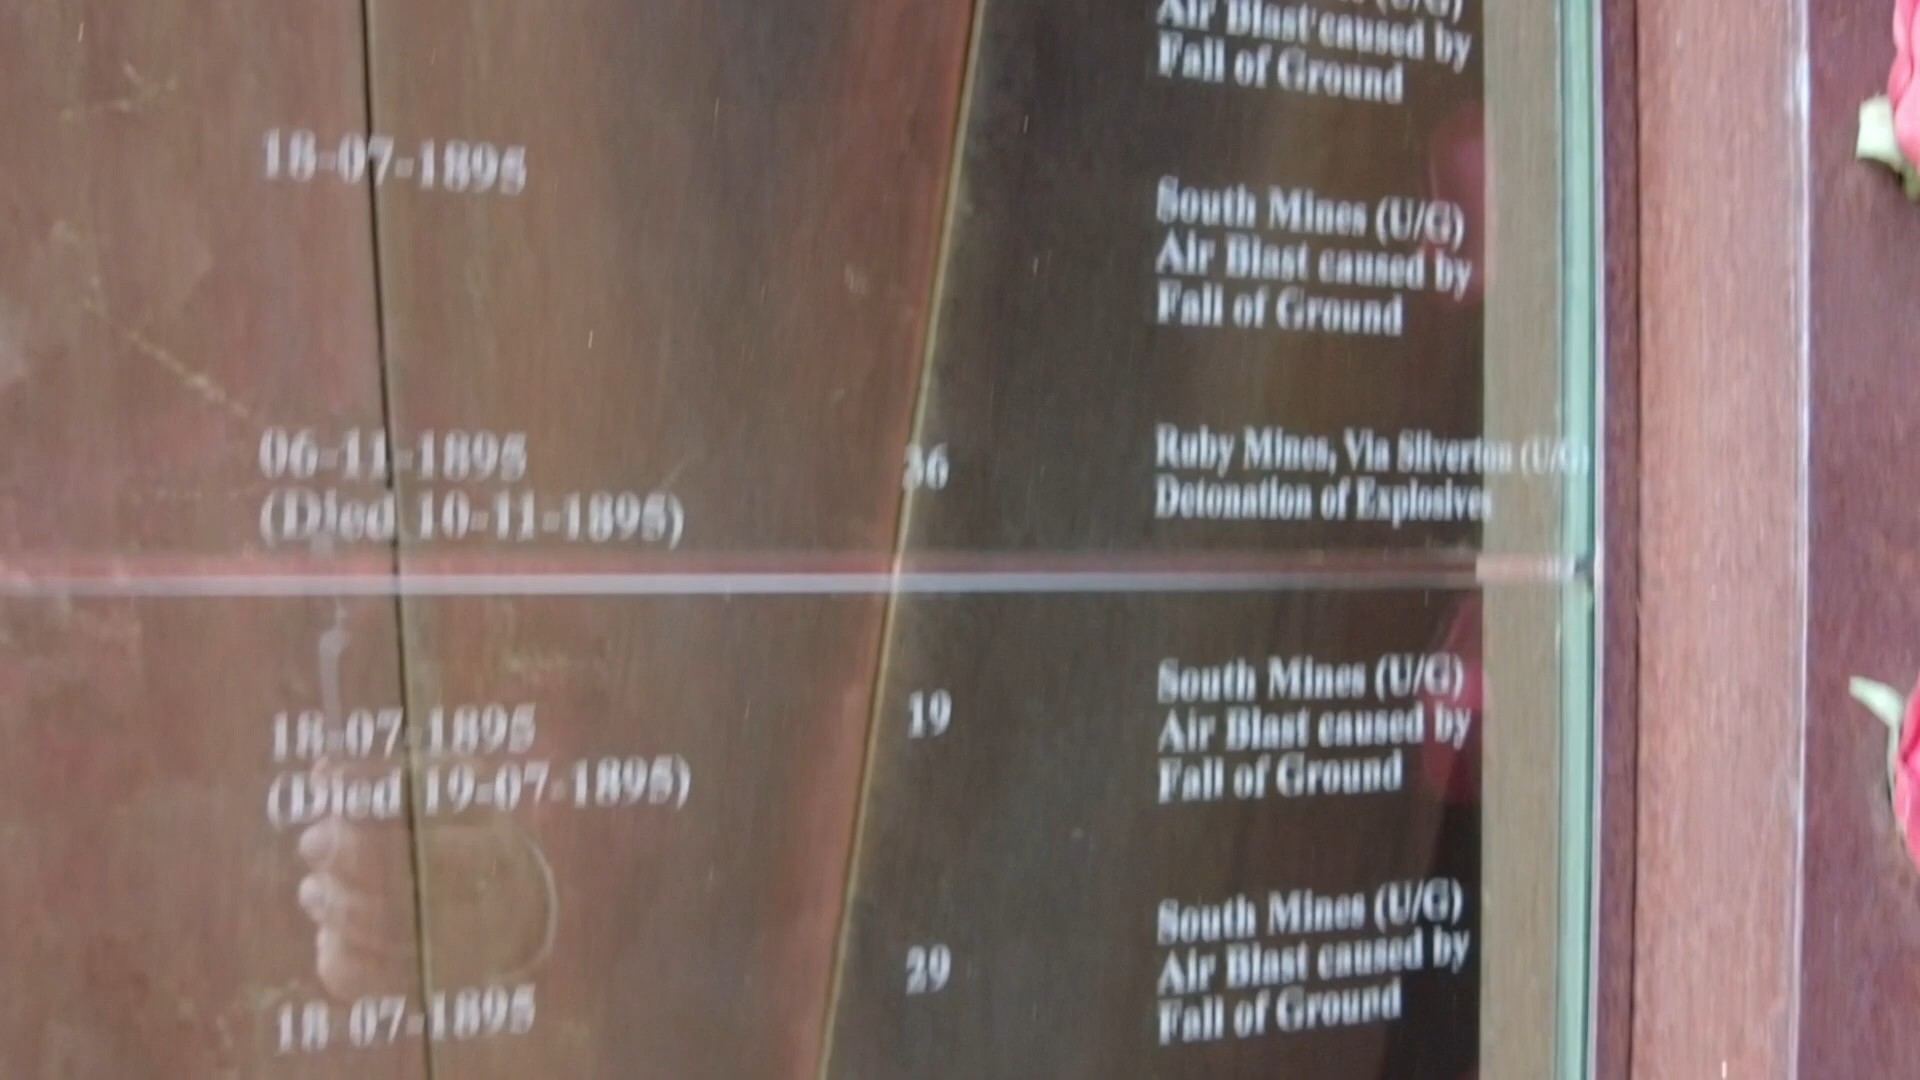 Air Blast caused by
Fall of Ground
18-07-1895
South Mines (U/G)
Air Blast caused by
Fall of Ground
06-11-1895
(Died 10-11-1895)
36
Ruby Mines, Via Silverton (U/G)
Detonation of Explosives
18-07-1895
(Died 19-07-1895)
19
South Mines (U/G)
Air Blast caused by
Fall of Ground
18-07-1895
29
South Mines (U/G)
Air Blast caused by
Fall of Ground